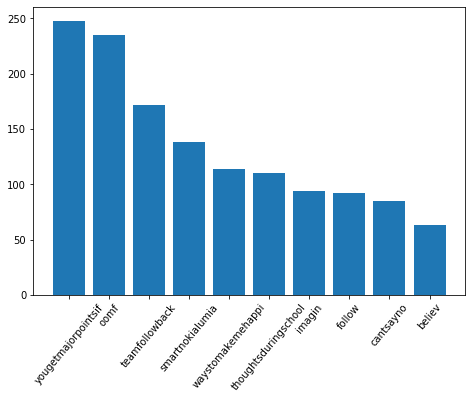 250
200
150
100
50
0
yougetmajorpointsif
oomf
teamfollowback
smartnokialumia
waystomakemehappi
thoughtsduringschool
imagin
follow
cantsayno
believ